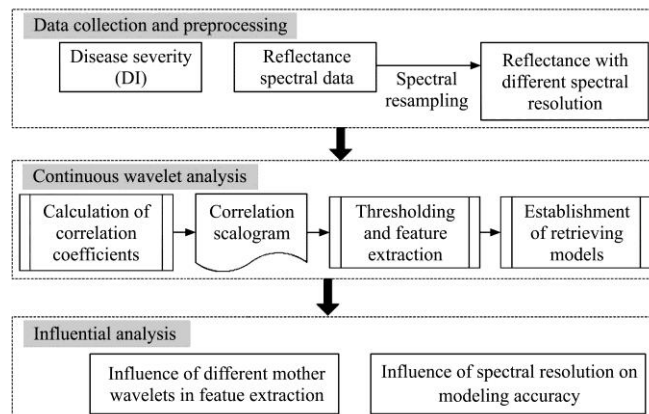 Data collection and preprocessing
Disease severity
(DI)
Reflectance
spectral data
Spectral
resampling
Reflectance with
different spectral
resolution
Continuous wavelet analysis
Calculation of
correlation
coefficients
Correlation
scalogram
Thresholding
and feature
extraction
Establishment
of retrieving
models
Influential analysis
Influence of different mother
wavelets in featue extraction
Influence of spectral resolution on
modeling accuracy